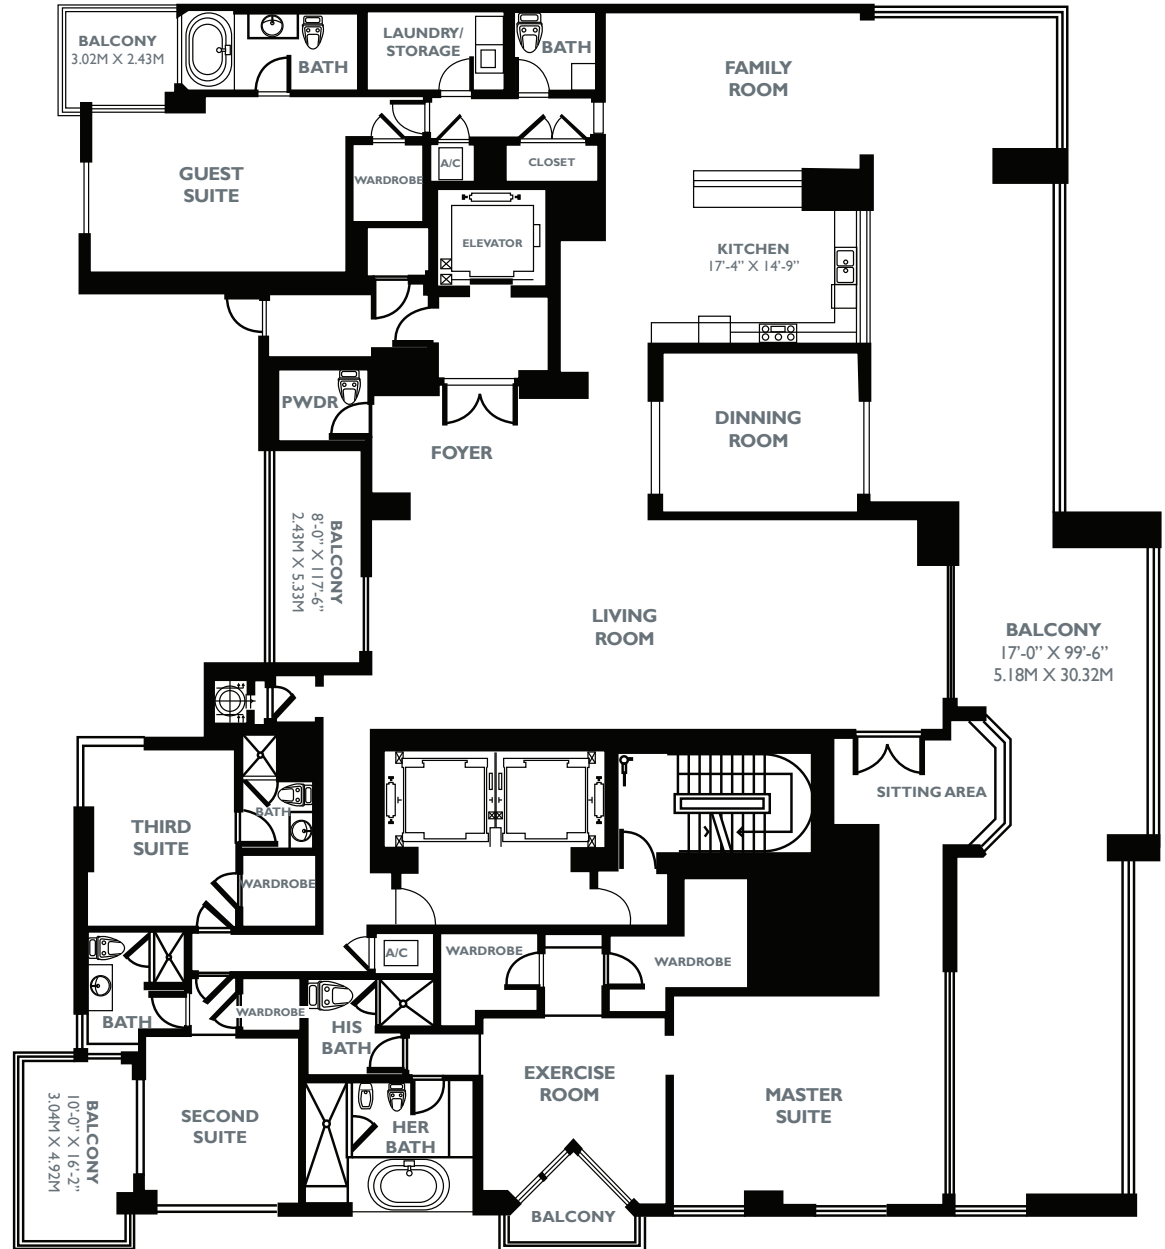 BALCONY
3.02M X 2.43M
BATH
LAUNDRY/
STORAGE
BATH
FAMILY
ROOM
GUEST
SUITE
WARDROBE
A/C
CLOSET
ELEVATOR
KITCHEN
17'-4" X 14'-9"
PWDR
FOYER
DINNING
ROOM
BALCONY
8'-0" X 117'-6"
2.43M X 5.33M
LIVING
ROOM
BALCONY
17'-0" X 99'-6"
5.18M X 30.32M
SITTING AREA
THIRD
SUITE
BATH
WARDROBE
A/C
WARDROBE
WARDROBE
BATH
WARDROBE
HIS
BATH
EXERCISE
ROOM
MASTER
SUITE
BALCONY
10'-0" X 16'-2"
3.04M X 4.92M
SECOND
SUITE
HER
BATH
BALCONY